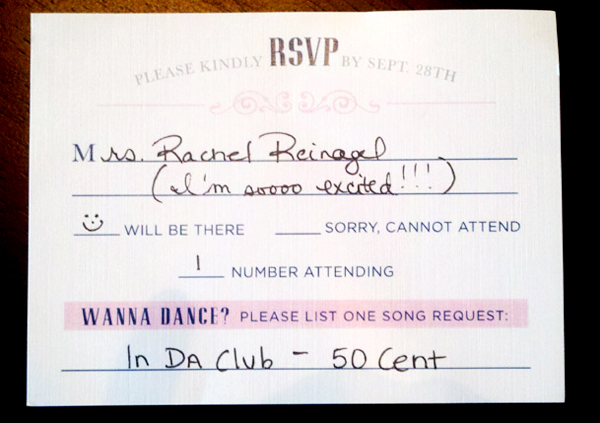 PLEASE KINDLY RSVP BY SEPT. 28TH
Mrs. Rachel Reinagel
(I'm soooo excited!!!)
WILL BE THERE SORRY, CANNOT ATTEND
1 NUMBER ATTENDING
WANNA DANCE? PLEASE LIST ONE SONG REQUEST:
In DA Club - 50 Cent